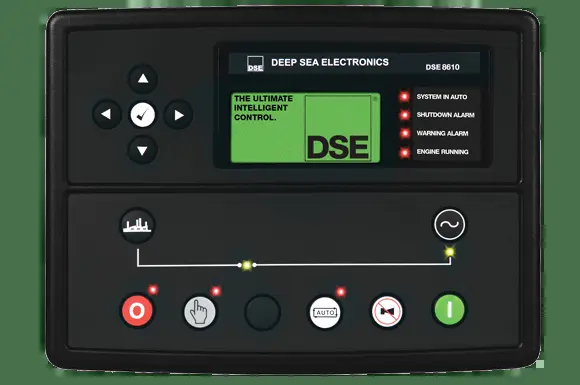 DSE
DEEP SEA ELECTRONICS
DSE 8610
THE ULTIMATE
INTELLIGENT
CONTROL.
DSE
®
SYSTEM IN AUTO
SHUTDOWN ALARM
WARNING ALARM
ENGINE RUNNING
O
AUTO
I